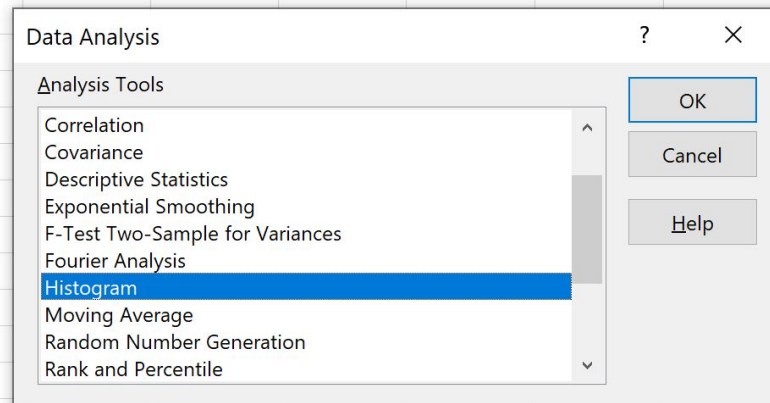 Data Analysis ? ×
Analysis Tools
OK
Correlation
Covariance
Cancel
Descriptive Statistics
Exponential Smoothing
Help
F-Test Two-Sample for Variances
Fourier Analysis
Histogram
Moving Average
Random Number Generation
Rank and Percentile